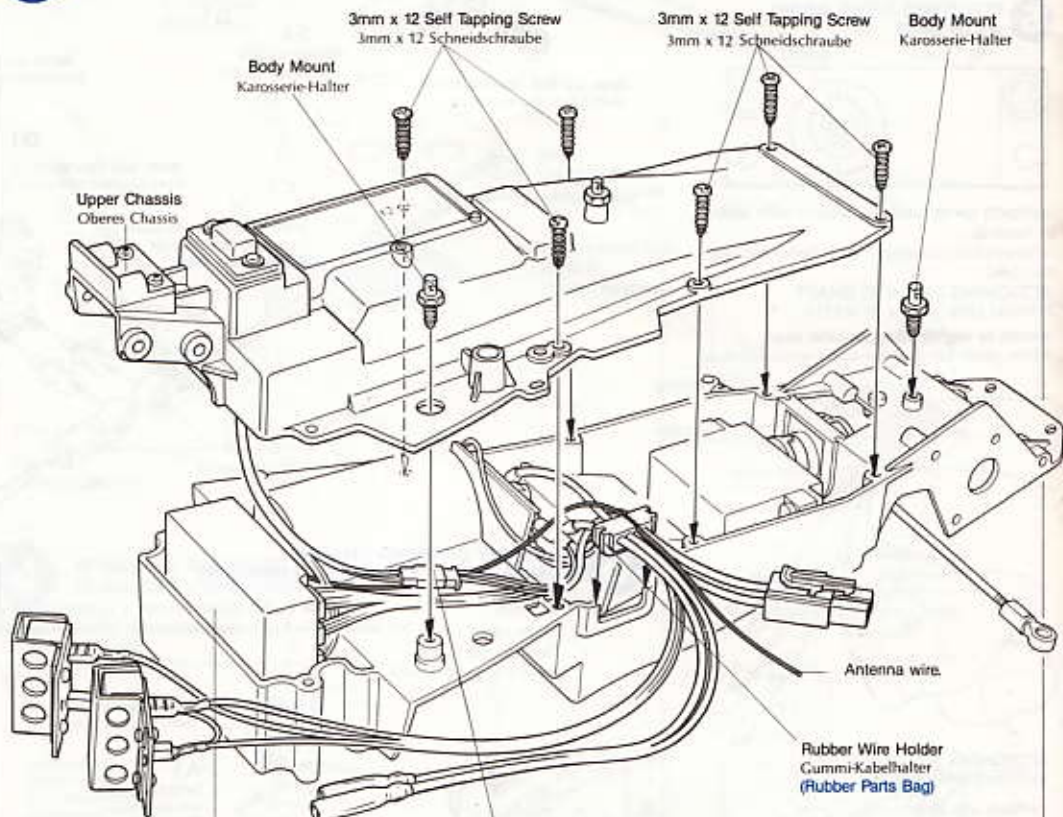 3mm x 12 Self Tapping Screw
3mm x 12 Schneidschraube
3mm x 12 Self Tapping Screw
3mm x 12 Schneidschraube
Body Mount
Karosserie-Halter
Body Mount
Karosserie-Halter
Upper Chassis
Oberes Chassis
Antenna wire.
Rubber Wire Holder
Gummi-Kabelhalter
(Rubber Parts Bag)